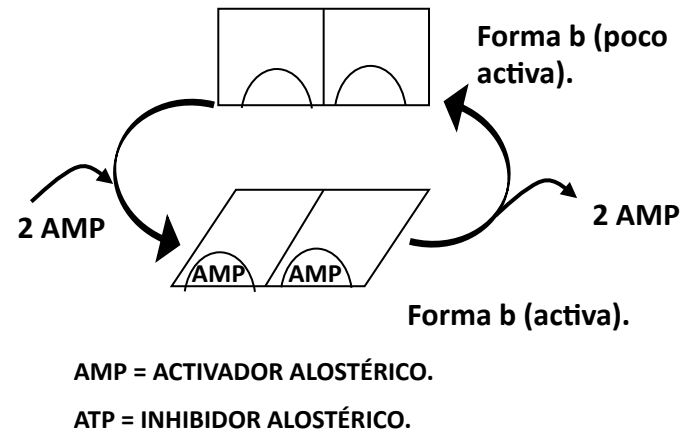 Forma b (poco
activa).
2 AMP
2 AMP
AMP
AMP
Forma b (activa).
AMP = ACTIVADOR ALOSTÉRICO.
ATP = INHIBIDOR ALOSTÉRICO.